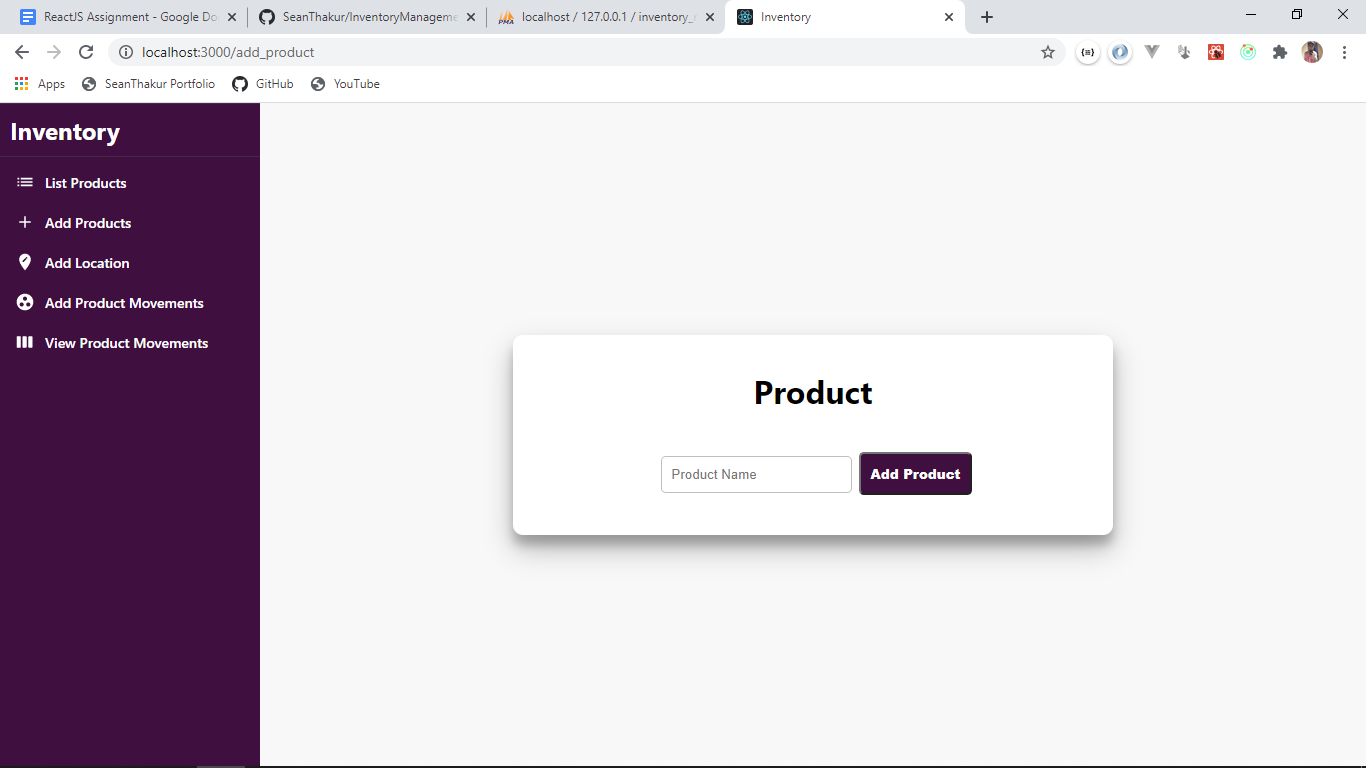 ReactJS Assignment - Google Do
SeanThakur/InventoryManageme
PMA
localhost / 127.0.0.1 / inventory_
Inventory
localhost:3000/add_product
Apps
SeanThakur Portfolio
GitHub
YouTube
Inventory
List Products
Add Products
Add Location
Add Product Movements
View Product Movements
Product
Product Name
Add Product